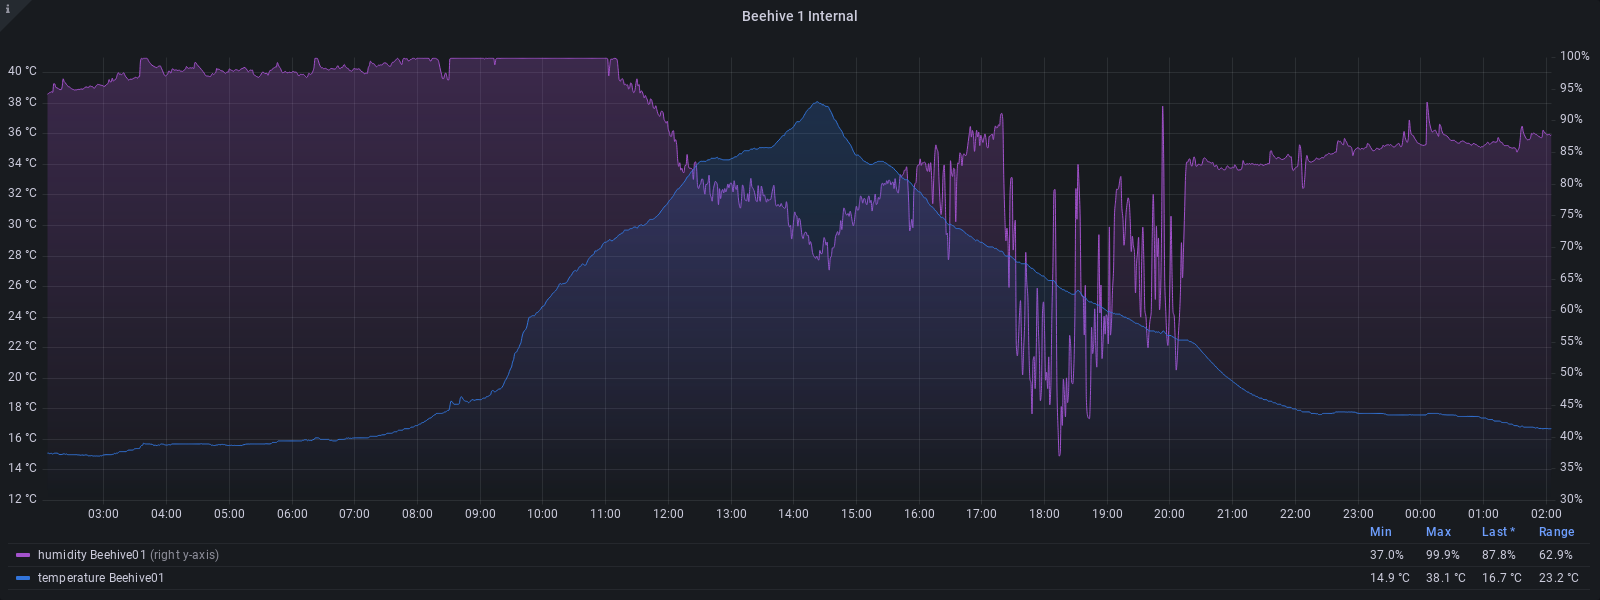 i
Beehive 1 Internal
40 °C
38 °C
36 °C
34 °C
32 °C
30 °C
28 °C
26 °C
24 °C
22 °C
20 °C
18 °C
16 °C
14 °C
12 °C
100%
95%
90%
85%
80%
75%
70%
65%
60%
55%
50%
45%
40%
35%
30%
03:00 04:00 05:00 06:00 07:00 08:00 09:00 10:00 11:00 12:00 13:00 14:00 15:00 16:00 17:00 18:00 19:00 20:00 21:00 22:00 23:00 00:00 01:00 02:00
Min Max Last * Range
humidity Beehive01 (right y-axis) 37.0% 99.9% 87.8% 62.9%
temperature Beehive01 14.9 °C 38.1 °C 16.7 °C 23.2 °C